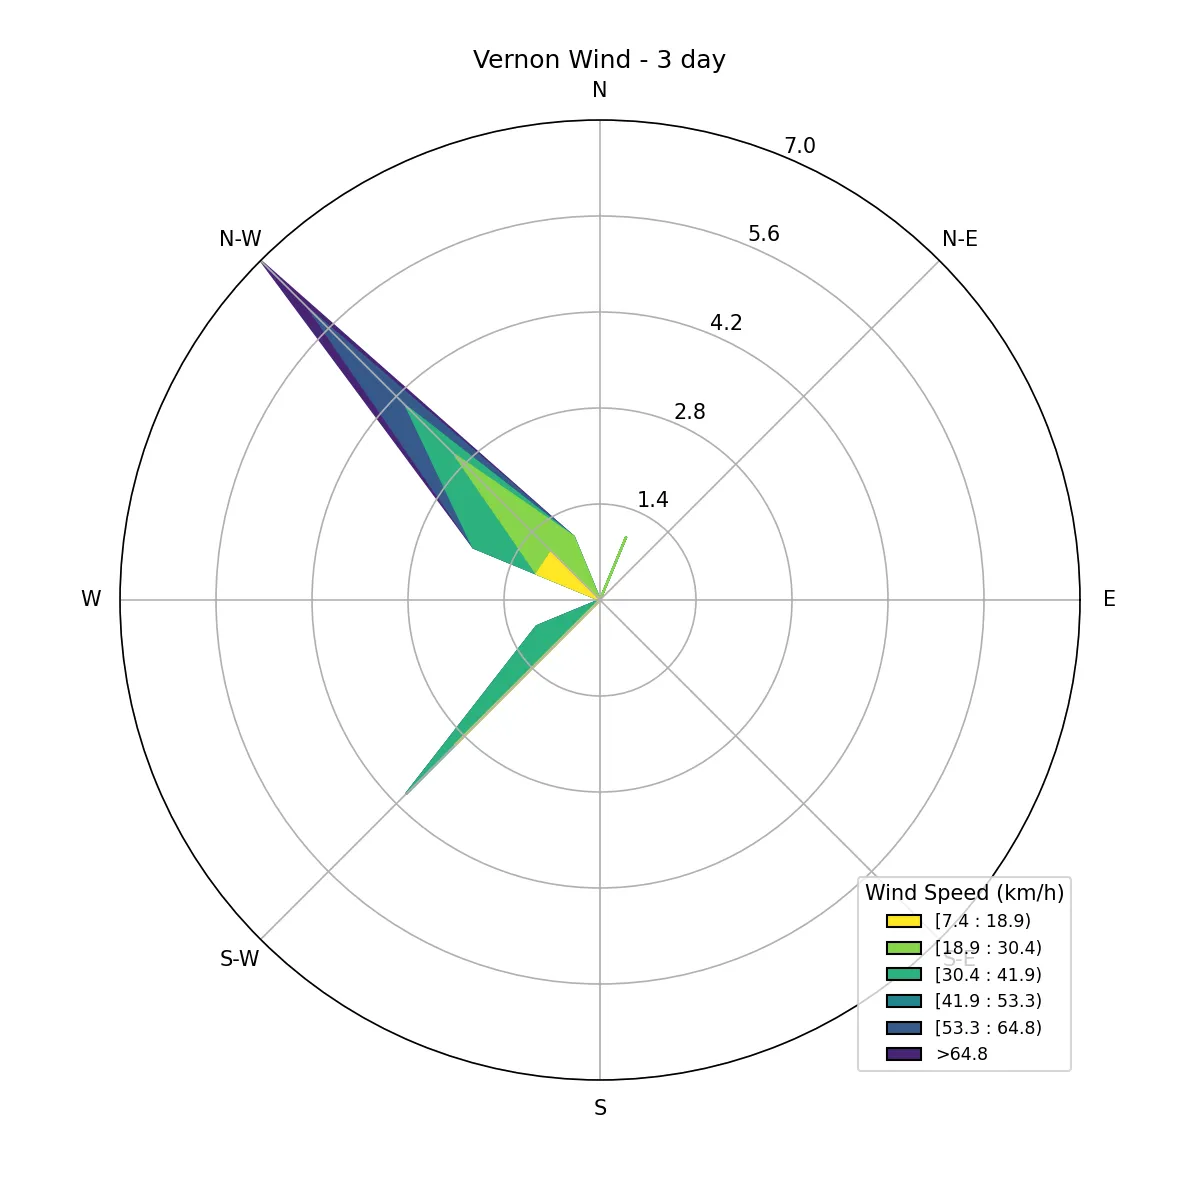 Vernon Wind - 3 day
N
7.0
N-W
5.6
N-E
4.2
2.8
1.4
W
E
S-W
S-E
S
Wind Speed (km/h)
[7.4 : 18.9)
[18.9 : 30.4)
[30.4 : 41.9)
[41.9 : 53.3)
[53.3 : 64.8)
>64.8